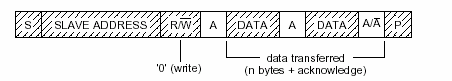 S SLAVE ADDRESS R/W̅ A DATA A DATA A/A̅ P
'0' (write) data transferred
(n bytes + acknowledge)